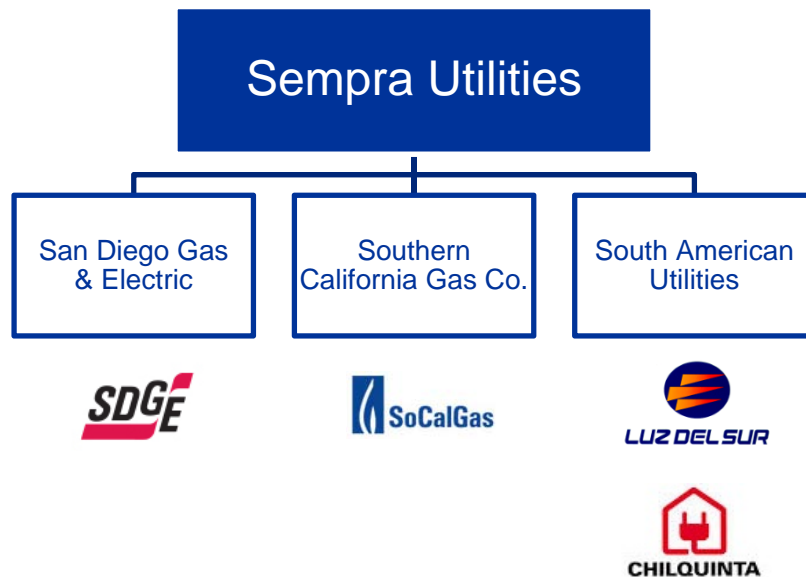 Sempra Utilities
San Diego Gas
& Electric
Southern
California Gas Co.
South American
Utilities
SDGE
SoCalGas
LUZ DEL SUR
CHILQUINTA